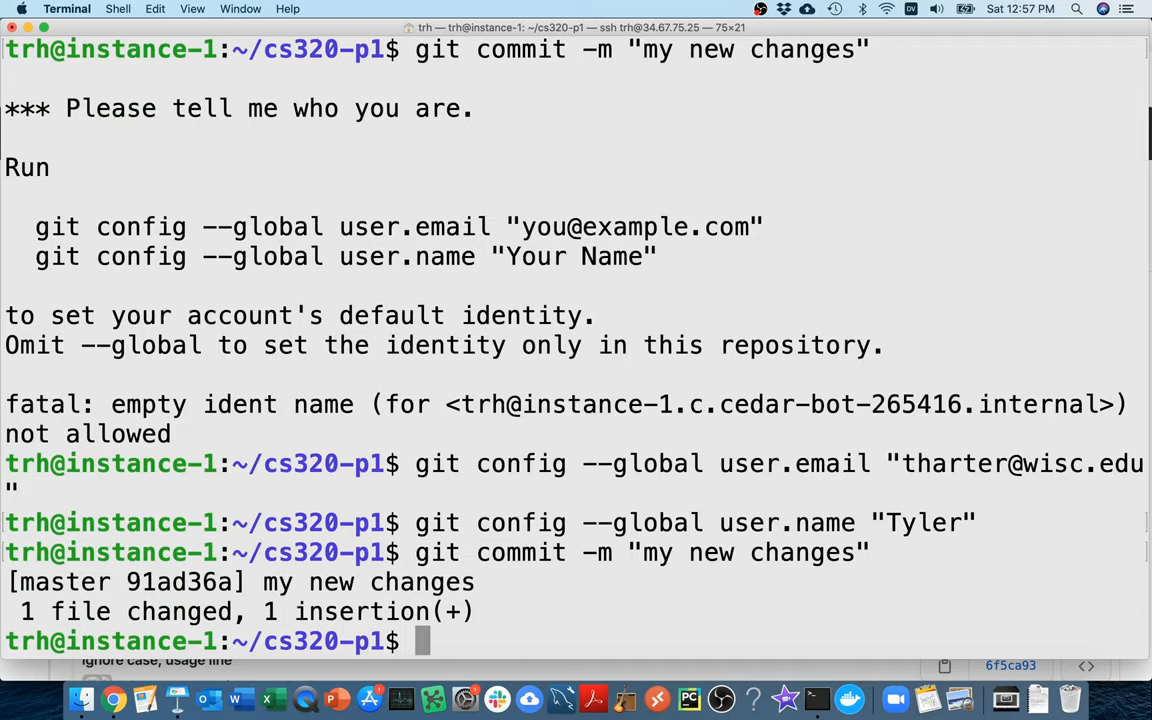 Terminal Shell Edit View Window Help Sat 12:57 PM
trh — trh@instance-1: ~/cs320-p1 — ssh trh@34.67.75.25 — 75×21
trh@instance-1:~/cs320-p1$ git commit -m "my new changes"
*** Please tell me who you are.
Run
git config --global user.email "you@example.com"
git config --global user.name "Your Name"
to set your account's default identity.
Omit --global to set the identity only in this repository.
fatal: empty ident name (for <trh@instance-1.c.cedar-bot-265416.internal>)
not allowed
trh@instance-1:~/cs320-p1$ git config --global user.email "tharter@wisc.edu
"
trh@instance-1:~/cs320-p1$ git config --global user.name "Tyler"
trh@instance-1:~/cs320-p1$ git commit -m "my new changes"
[master 91ad36a] my new changes
1 file changed, 1 insertion(+)
trh@instance-1:~/cs320-p1$
ignore case, usage line
6f5ca93